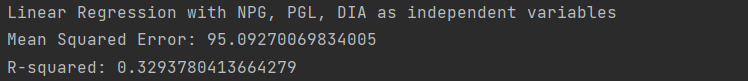 Linear Regression with NPG, PGL, DIA as independent variables
Mean Squared Error: 95.09270069834005
R-squared: 0.3293780413664279